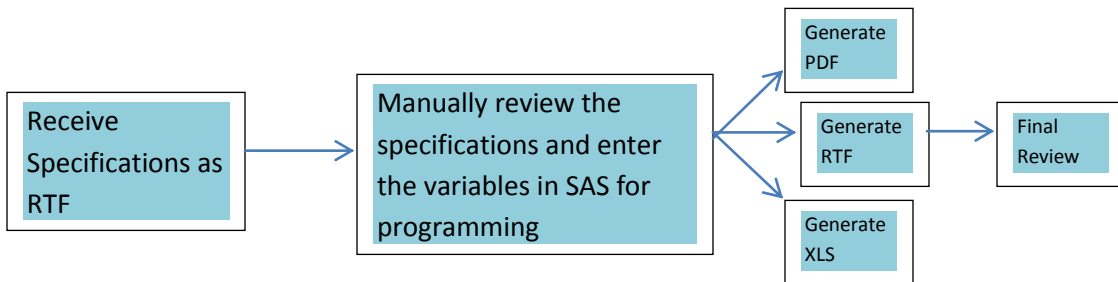 Receive
Specifications as
RTF
Manually review the
specifications and enter
the variables in SAS for
programming
Generate
PDF
Generate
RTF
Generate
XLS
Final
Review